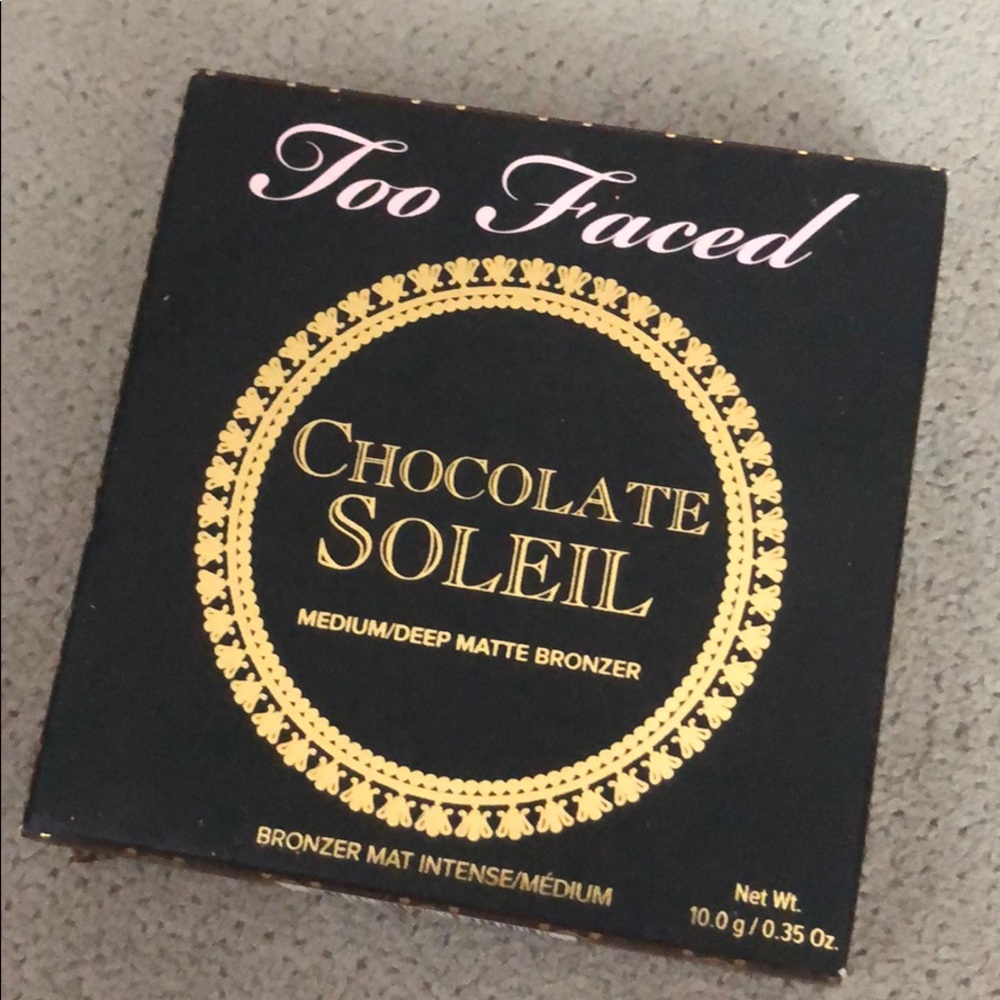 Too Faced
CHOCOLATE
SOLEIL
MEDIUM/DEEP MATTE BRONZER
BRONZER MAT INTENSE/MÉDIUM
Net Wt.
10.0 g / 0.35 Oz.